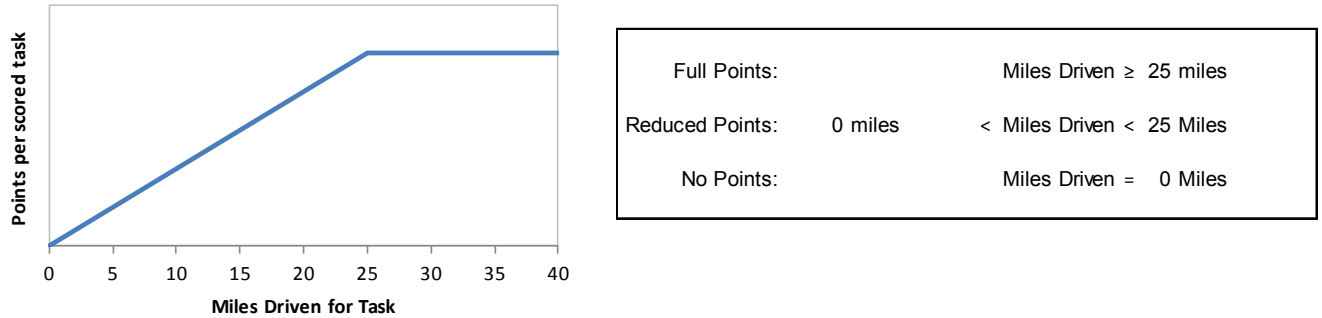 Points per scored task
0 5 10 15 20 25 30 35 40
Miles Driven for Task
Full Points: Miles Driven ≥ 25 miles
Reduced Points: 0 miles < Miles Driven < 25 Miles
No Points: Miles Driven = 0 Miles